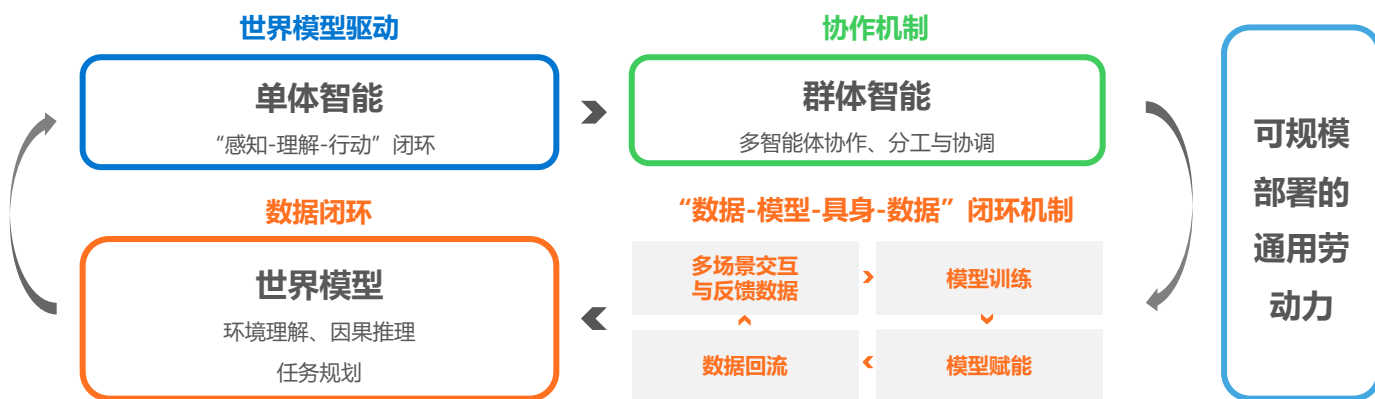 世界模型驱动
单体智能
“感知-理解-行动”闭环
协作机制
群体智能
多智能体协作、分工与协调
数据闭环
世界模型
环境理解、因果推理
任务规划
“数据-模型-具身-数据”闭环机制
多场景交互
与反馈数据
模型训练
数据回流
模型赋能
可规模
部署的
通用劳
动力